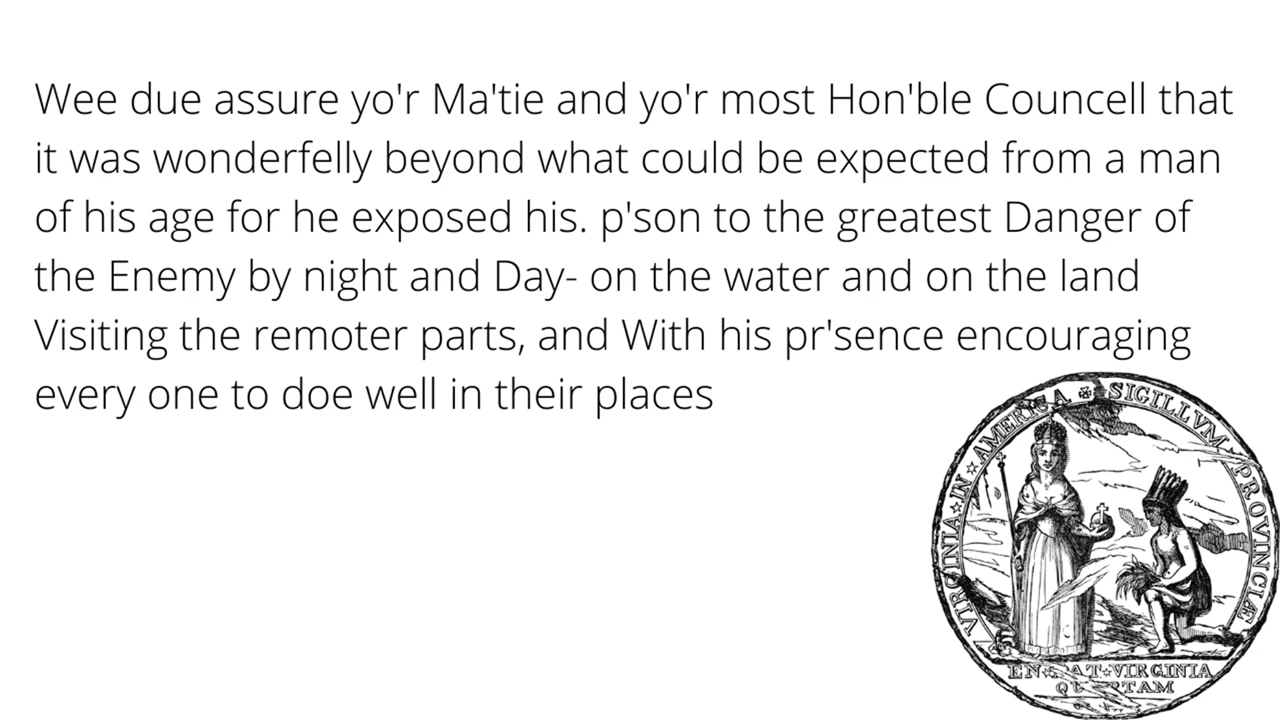 Wee due assure yo'r Ma'tie and yo'r most Hon'ble Councell that
it was wonderfelly beyond what could be expected from a man
of his age for he exposed his. p'son to the greatest Danger of
the Enemy by night and Day- on the water and on the land
Visiting the remoter parts, and With his pr'sence encouraging
every one to doe well in their places
SIGILLVM PROVINCIÆ VIRGINIA IN AMERICA
EN VIRGINIA